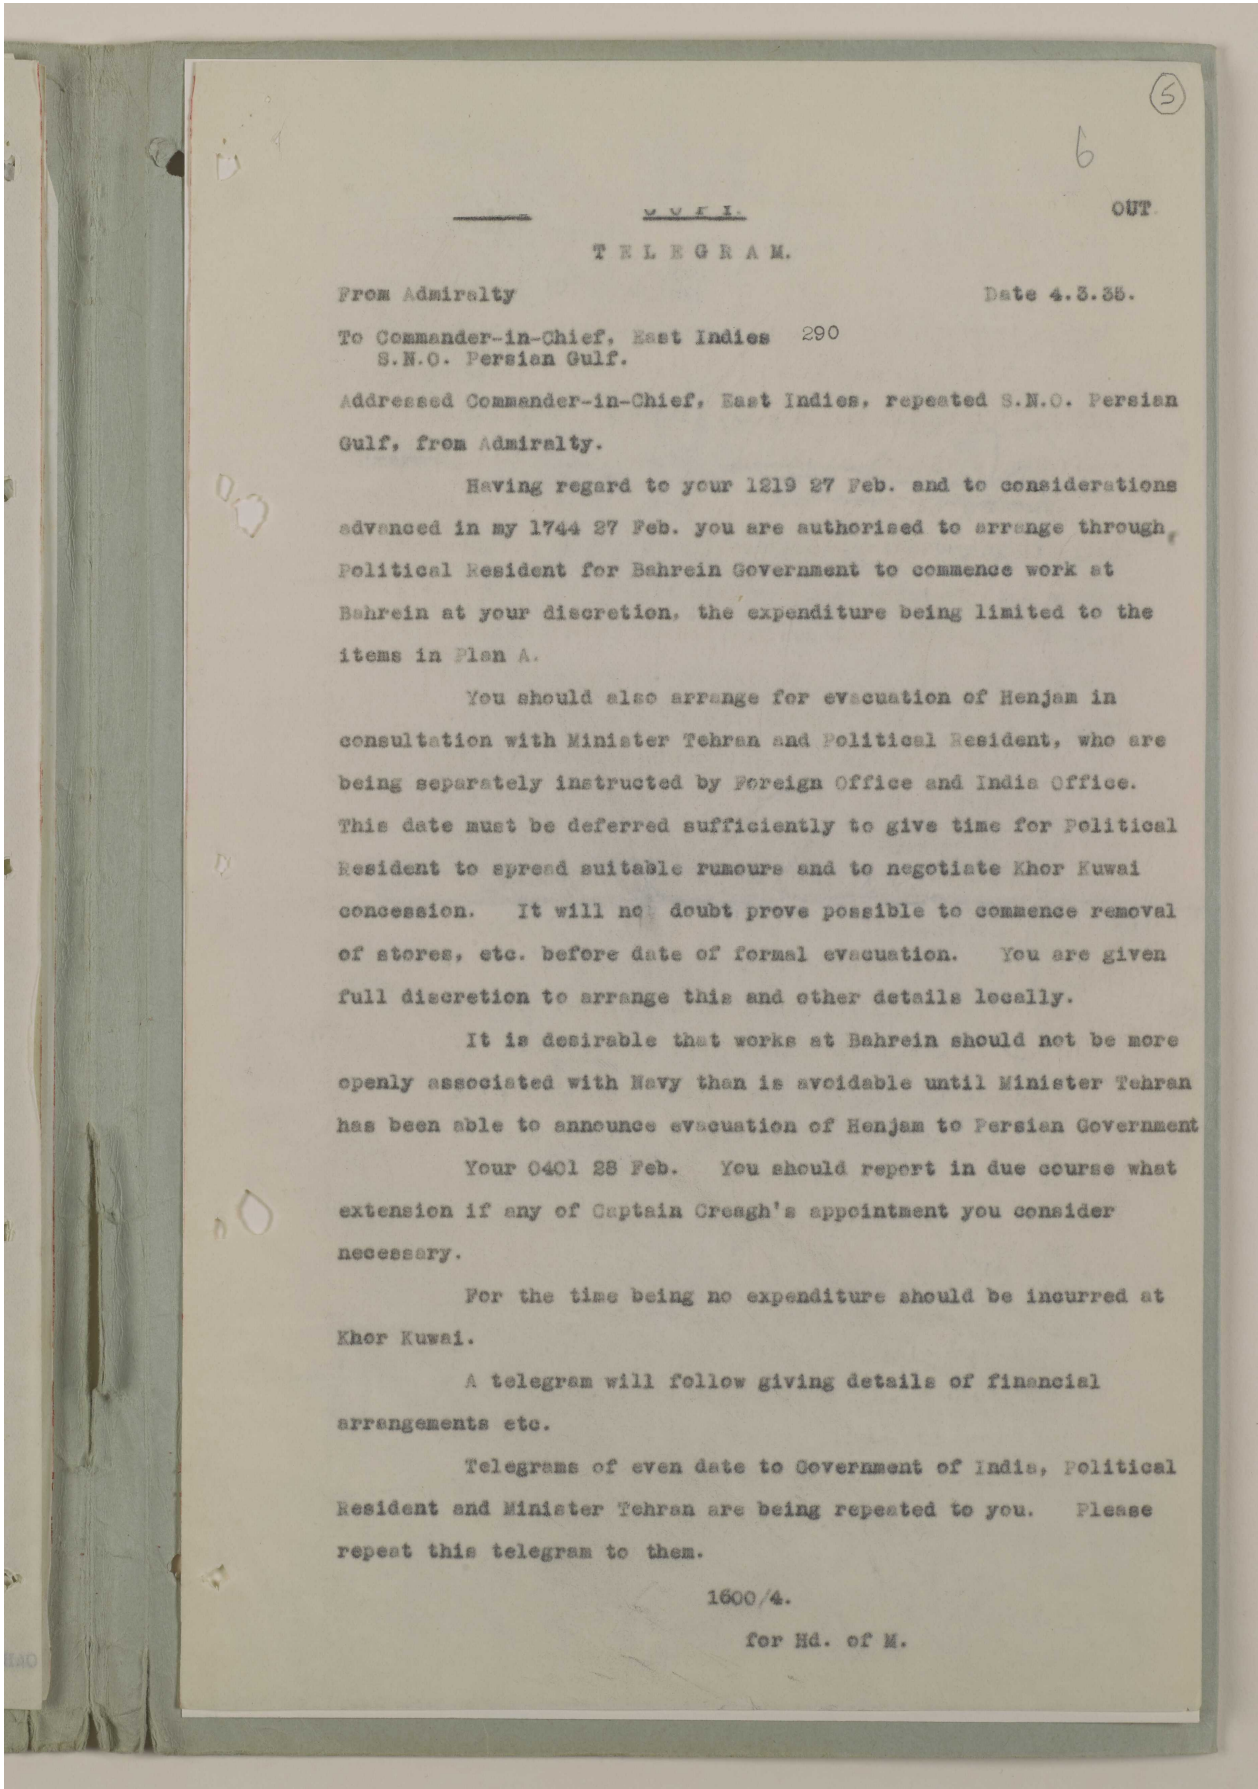 5
6
OUT
TELEGRAM.
From Admiralty Date 4.3.35.
To Commander-in-Chief, East Indies 290
S.N.O. Persian Gulf.
Addressed Commander-in-Chief, East Indies, repeated S.N.O. Persian
Gulf, from Admiralty.
Having regard to your 1219 27 Feb. and to considerations
advanced in my 1744 27 Feb. you are authorised to arrange through,
Political Resident for Bahrein Government to commence work at
Bahrein at your discretion, the expenditure being limited to the
items in Plan A.
You should also arrange for evacuation of Henjam in
consultation with Minister Tehran and Political Resident, who are
being separately instructed by Foreign Office and India Office.
This date must be deferred sufficiently to give time for Political
Resident to spread suitable rumours and to negotiate Khor Kuwai
concession. It will no doubt prove possible to commence removal
of stores, etc. before date of formal evacuation. You are given
full discretion to arrange this and other details locally.
It is desirable that works at Bahrein should not be more
openly associated with Navy than is avoidable until Minister Tehran
has been able to announce evacuation of Henjam to Persian Government
Your 0401 28 Feb. You should report in due course what
extension if any of Captain Creagh's appointment you consider
necessary.
For the time being no expenditure should be incurred at
Khor Kuwai.
A telegram will follow giving details of financial
arrangements etc.
Telegrams of even date to Government of India, Political
Resident and Minister Tehran are being repeated to you. Please
repeat this telegram to them.
1600/4.
for Hd. of M.